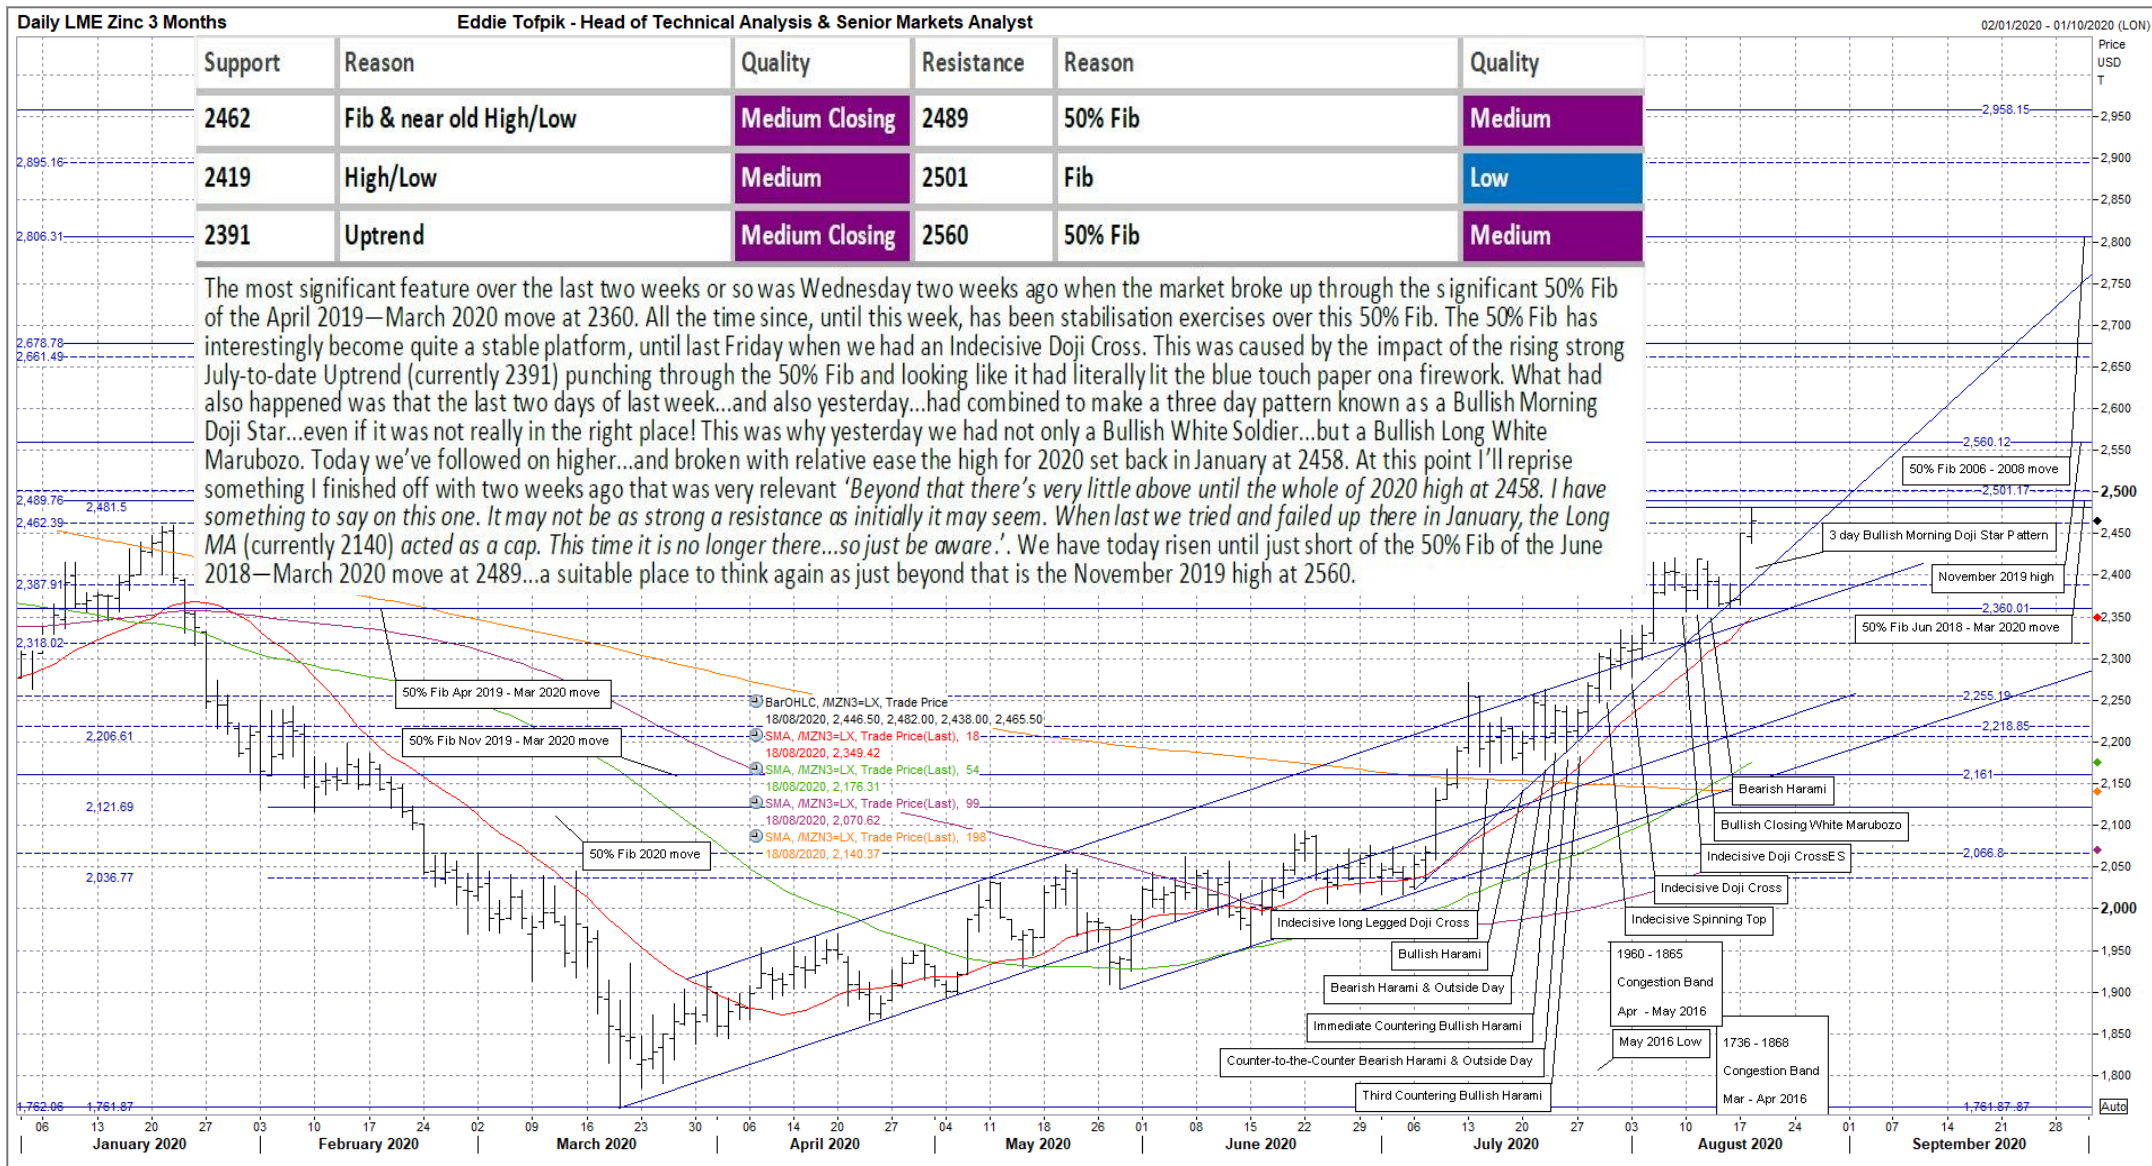 Daily LME Zinc 3 Months
Eddie Tofpik - Head of Technical Analysis & Senior Markets Analyst
02/01/2020 - 01/10/2020 (LON)
Support Reason Quality Resistance Reason Quality
2462 Fib & near old High/Low Medium Closing 2489 50% Fib Medium
2419 High/Low Medium 2501 Fib Low
2391 Uptrend Medium Closing 2560 50% Fib Medium
The most significant feature over the last two weeks or so was Wednesday two weeks ago when the market broke up through the significant 50% Fib
of the April 2019—March 2020 move at 2360. All the time since, until this week, has been stabilisation exercises over this 50% Fib. The 50% Fib has
interestingly become quite a stable platform, until last Friday when we had an Indecisive Doji Cross. This was caused by the impact of the rising strong
July-to-date Uptrend (currently 2391) punching through the 50% Fib and looking like it had literally lit the blue touch paper ona firework. What had
also happened was that the last two days of last week...and also yesterday...had combined to make a three day pattern known as a Bullish Morning
Doji Star...even if it was not really in the right place! This was why yesterday we had not only a Bullish White Soldier...but a Bullish Long White
Marubozo. Today we've followed on higher...and broken with relative ease the high for 2020 set back in January at 2458. At this point I'll reprise
something I finished off with two weeks ago that was very relevant ‘Beyond that there's very little above until the whole of 2020 high at 2458. I have
something to say on this one. It may not be as strong a resistance as initially it may seem. When last we tried and failed up there in January, the Long
MA (currently 2140) acted as a cap. This time it is no longer there...so just be aware.’. We have today risen until just short of the 50% Fib of the June
2018—March 2020 move at 2489...a suitable place to think again as just beyond that is the November 2019 high at 2560.
Price
USD
T
2,950
2,900
2,850
2,800
2,750
2,700
2,650
2,600
2,550
2,500
2,450
2,400
2,350
2,300
2,250
2,200
2,150
2,100
2,050
2,000
1,950
1,900
1,850
1,800
Auto
2,895.16
2,806.31
2,678.78
2,661.49
2,489.76
2,481.5
2,462.39
2,387.91
2,318.02
2,206.61
2,121.69
2,036.77
1,762.06
1,761.87
2,958.15
2,560.12
2,501.17
2,360.01
2,255.19
2,218.85
2,161
2,066.8
1,761.87.87
50% Fib 2006 - 2008 move
3 day Bullish Morning Doji Star Pattern
November 2019 high
50% Fib Jun 2018 - Mar 2020 move
50% Fib Apr 2019 - Mar 2020 move
50% Fib Nov 2019 - Mar 2020 move
50% Fib 2020 move
BarOHLC, /MZN3=LX, Trade Price
18/08/2020, 2,446.50, 2,482.00, 2,438.00, 2,465.50
SMA, /MZN3=LX, Trade Price(Last), 18
18/08/2020, 2,349.42
SMA, /MZN3=LX, Trade Price(Last), 54
18/08/2020, 2,176.31
SMA, /MZN3=LX, Trade Price(Last), 99
18/08/2020, 2,070.62
SMA, /MZN3=LX, Trade Price(Last), 198
18/08/2020, 2,140.37
Bearish Harami
Bullish Closing White Marubozo
Indecisive Doji CrossES
Indecisive Doji Cross
Indecisive Spinning Top
Indecisive long Legged Doji Cross
Bullish Harami
Bearish Harami & Outside Day
Immediate Countering Bullish Harami
Counter-to-the-Counter Bearish Harami & Outside Day
Third Countering Bullish Harami
1960 - 1865
Congestion Band
Apr - May 2016
May 2016 Low
1736 - 1868
Congestion Band
Mar - Apr 2016
06 13 20 27 03 10 17 24 02 09 16 23 30 06 14 20 27 04 11 18 26 01 08 15 22 29 06 13 20 27 03 10 17 24 01 07 14 21 28
January 2020 February 2020 March 2020 April 2020 May 2020 June 2020 July 2020 August 2020 September 2020